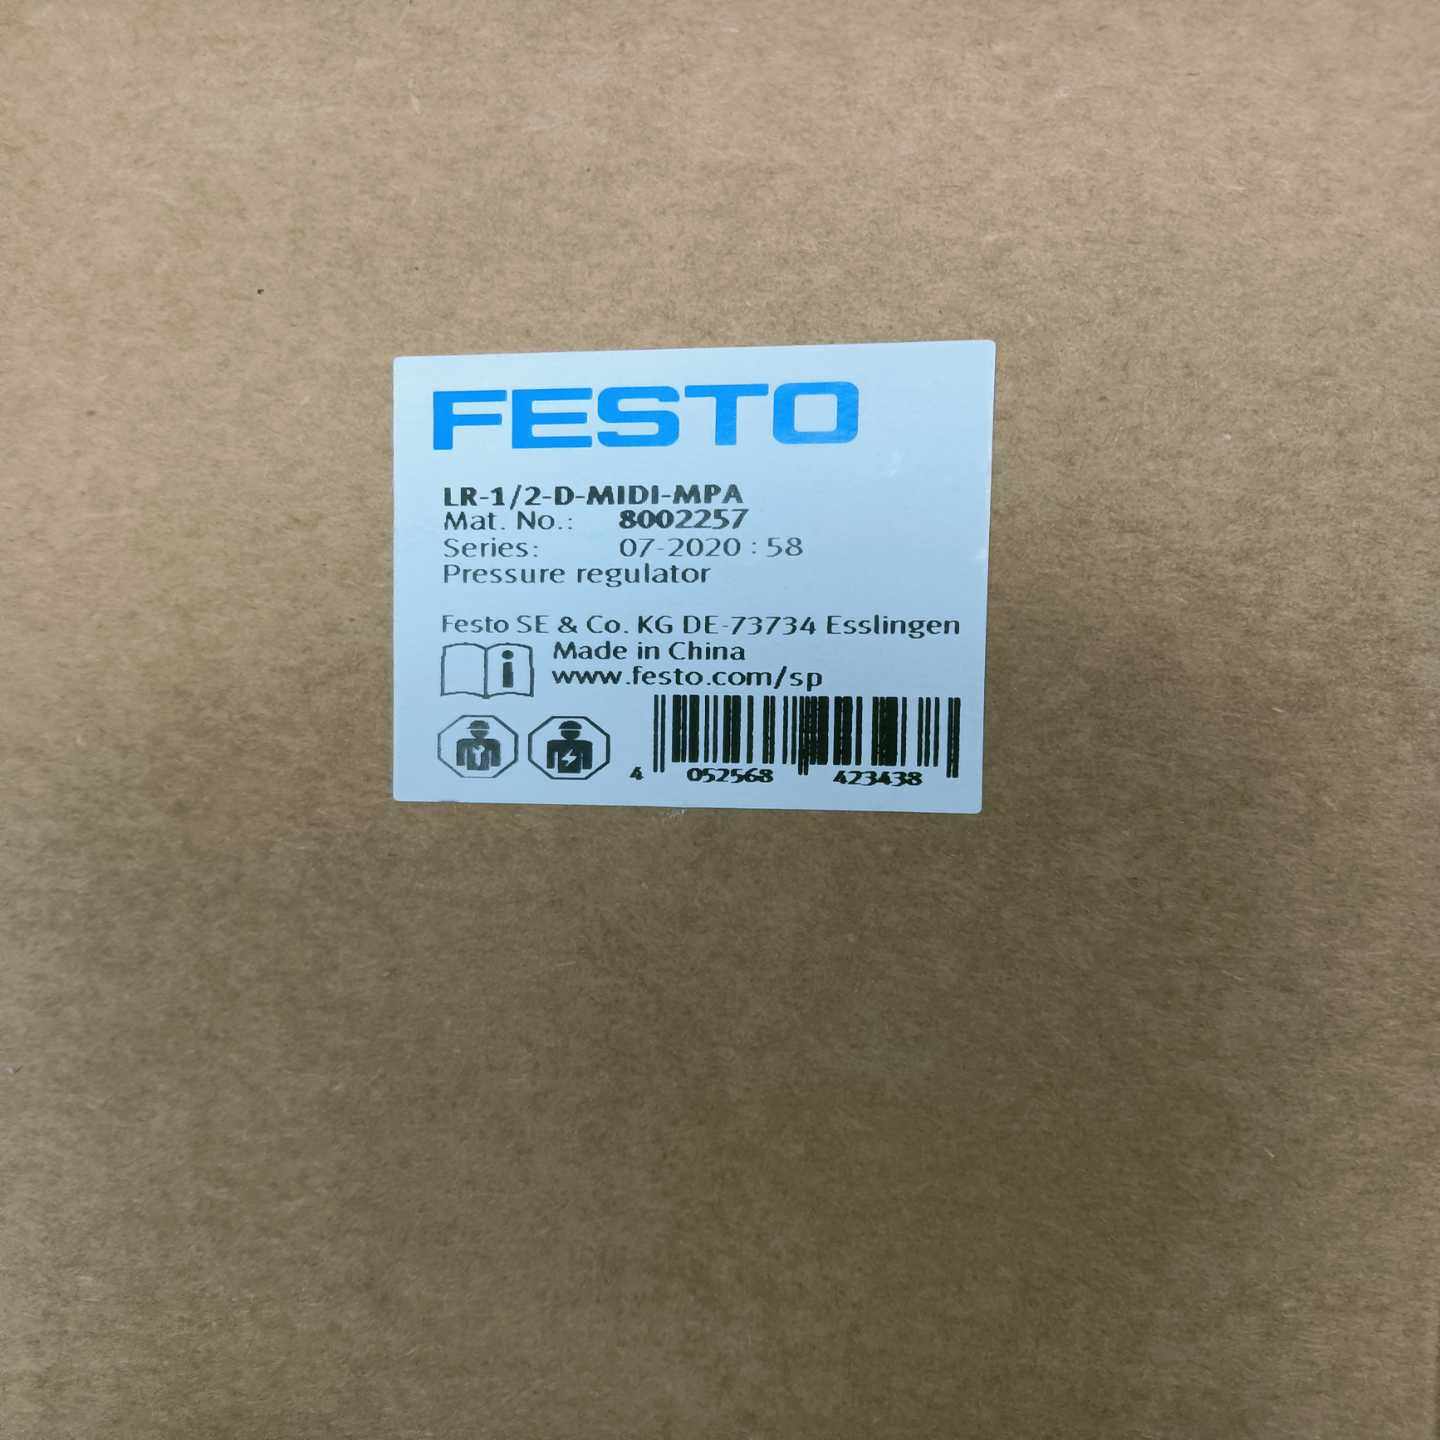 FESTO
LR-1/2-D-MIDI-MPA
Mat. No.: 8002257
Series: 07-2020 : 58
Pressure regulator
Festo SE & Co. KG DE-73734 Esslingen
Made in China
www.festo.com/sp
4 052568 423438